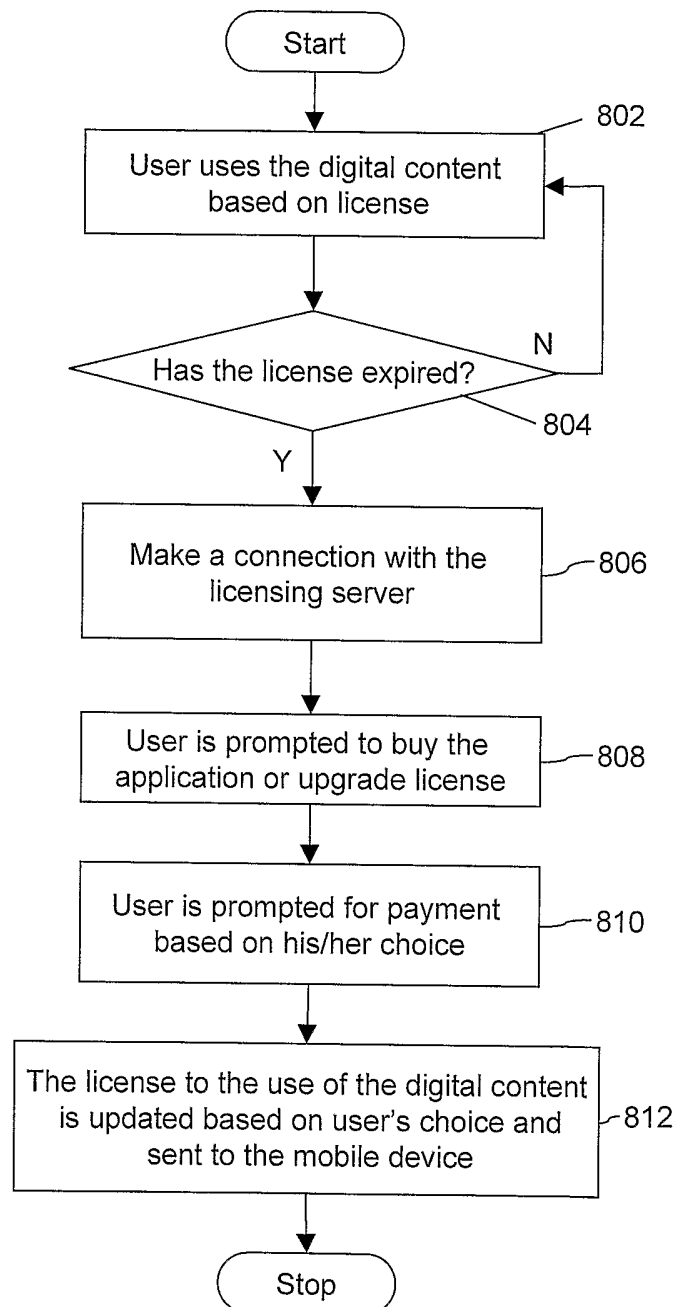 Start
802
User uses the digital content
based on license
N
Has the license expired?
804
Y
Make a connection with the
licensing server
806
User is prompted to buy the
application or upgrade license
808
User is prompted for payment
based on his/her choice
810
The license to the use of the digital content
is updated based on user's choice and
sent to the mobile device
812
Stop